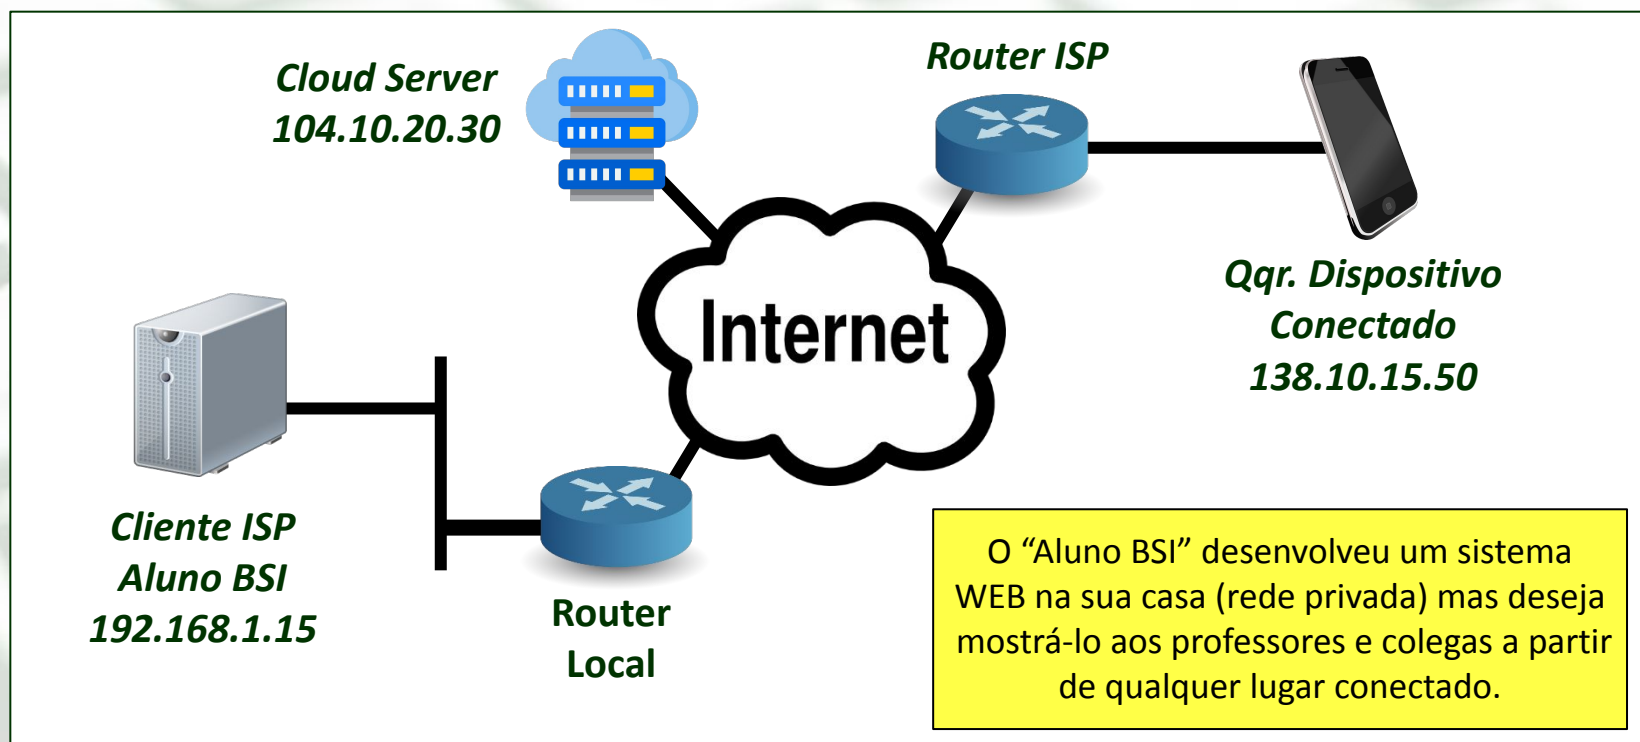 Cloud Server
104.10.20.30
Router ISP
Qqr. Dispositivo
Conectado
138.10.15.50
Internet
Cliente ISP
Aluno BSI
192.168.1.15
Router
Local
O “Aluno BSI” desenvolveu um sistema
WEB na sua casa (rede privada) mas deseja
mostrá-lo aos professores e colegas a partir
de qualquer lugar conectado.